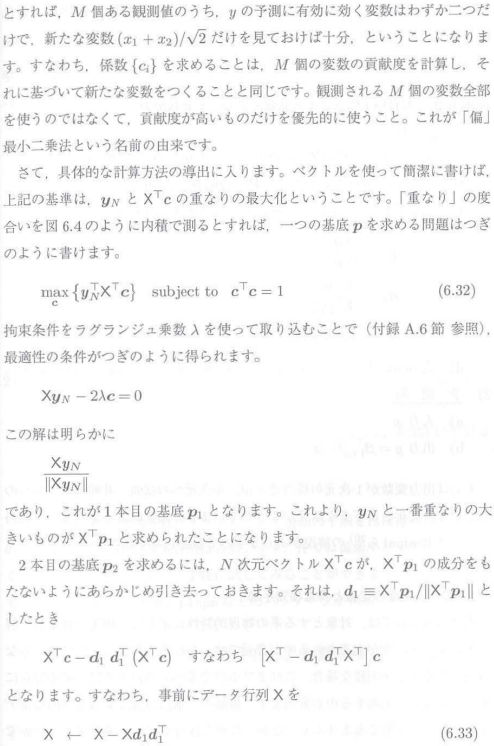 とすれば，M 個ある観測値のうち，y の予測に有効に効く変数はわずか二つだ
けで，新たな変数 (x₁ + x₂)/√2 だけを見ておけば十分，ということになりま
す。すなわち，係数 {cᵢ} を求めることは，M 個の変数の貢献度を計算し，そ
れに基づいて新たな変数をつくることと同じです。観測される M 個の変数全部
を使うのではなくて，貢献度が高いものだけを優先的に使うこと。これが「偏」
最小二乗法という名前の由来です。
さて，具体的な計算方法の導出に入ります。ベクトルを使って簡潔に書けば，
上記の基準は，y_N と X^⊤c の重なりの最大化ということです。「重なり」の度
合いを図 6.4 のように内積で測るとすれば，一つの基底 p を求める問題はつぎ
のように書けます。
max_c {y_N^⊤X^⊤c} subject to c^⊤c = 1 (6.32)
拘束条件をラグランジュ乗数 λ を使って取り込むことで（付録 A.6 節 参照），
最適性の条件がつぎのように得られます。
Xy_N − 2λc = 0
この解は明らかに
Xy_N / ‖Xy_N‖
であり，これが 1 本目の基底 p₁ となります。これより，y_N と一番重なりの大
きいものが X^⊤p₁ と求められたことになります。
2 本目の基底 p₂ を求めるには，N 次元ベクトル X^⊤c が，X^⊤p₁ の成分をも
たないようにあらかじめ引き去っておきます。それは，d₁ ≡ X^⊤p₁/‖X^⊤p₁‖ と
したとき
X^⊤c − d₁ d₁^⊤ (X^⊤c) すなわち [X^⊤ − d₁ d₁^⊤X^⊤] c
となります。すなわち，事前にデータ行列 X を
X ← X − Xd₁d₁^⊤ (6.33)